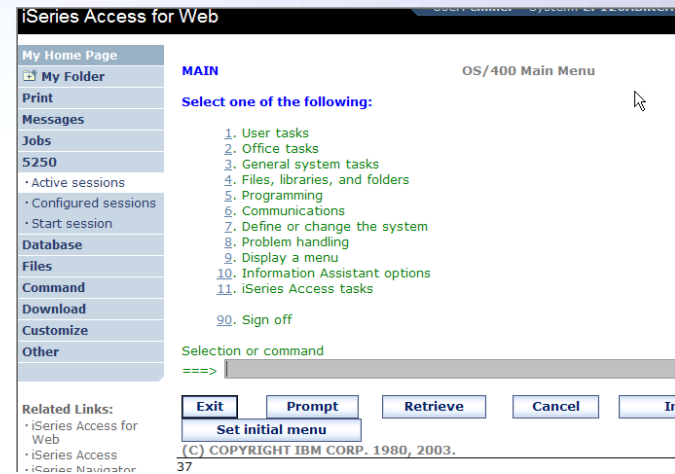 iSeries Access for Web
My Home Page
My Folder
Print
Messages
Jobs
5250
· Active sessions
· Configured sessions
· Start session
Database
Files
Command
Download
Customize
Other
Related Links:
· iSeries Access for
Web
· iSeries Access
· iSeries Navigator
MAIN OS/400 Main Menu
Select one of the following:
1. User tasks
2. Office tasks
3. General system tasks
4. Files, libraries, and folders
5. Programming
6. Communications
7. Define or change the system
8. Problem handling
9. Display a menu
10. Information Assistant options
11. iSeries Access tasks
90. Sign off
Selection or command
===>
Exit Prompt Retrieve Cancel
Set initial menu
(C) COPYRIGHT IBM CORP. 1980, 2003.
37